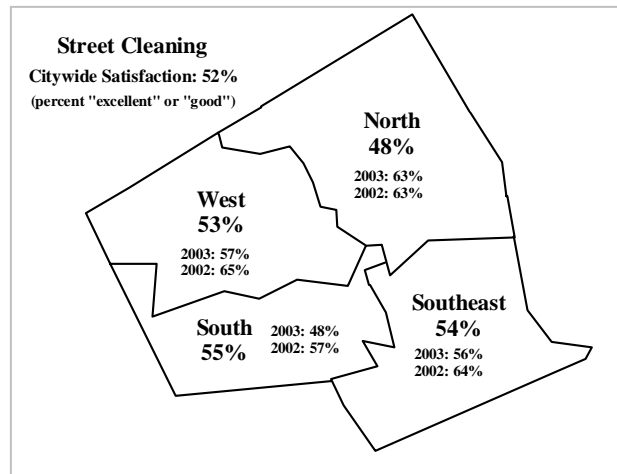 Street Cleaning
Citywide Satisfaction: 52%
(percent "excellent" or "good")
North
48%
2003: 63%
2002: 63%
West
53%
2003: 57%
2002: 65%
Southeast
54%
2003: 56%
2002: 64%
South
55%
2003: 48%
2002: 57%